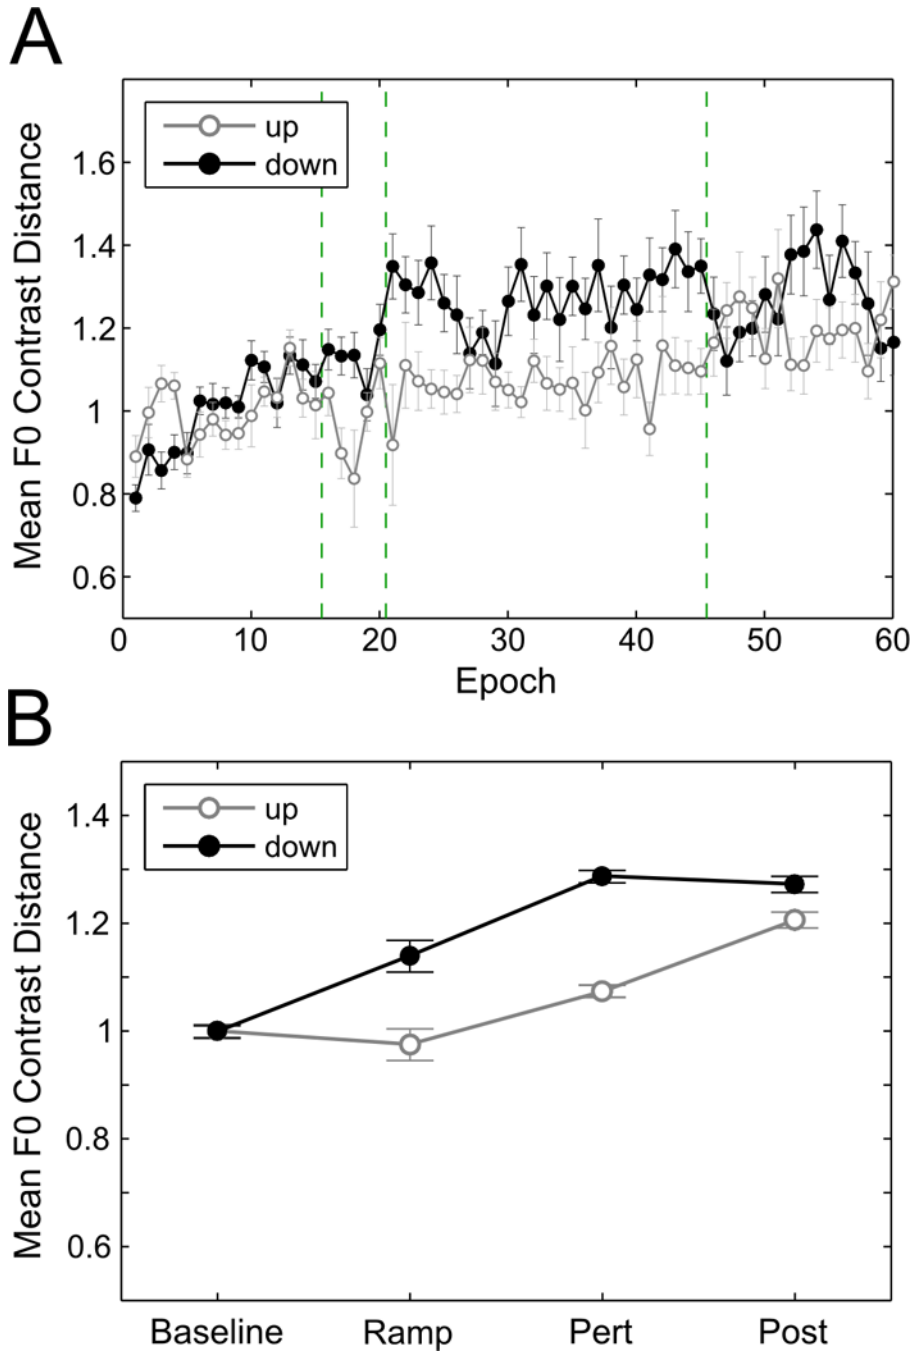 A
Mean F0 Contrast Distance
up
down
1.6
1.4
1.2
1
0.8
0.6
0 10 20 30 40 50 60
Epoch
B
Mean F0 Contrast Distance
up
down
1.4
1.2
1
0.8
0.6
Baseline Ramp Pert Post